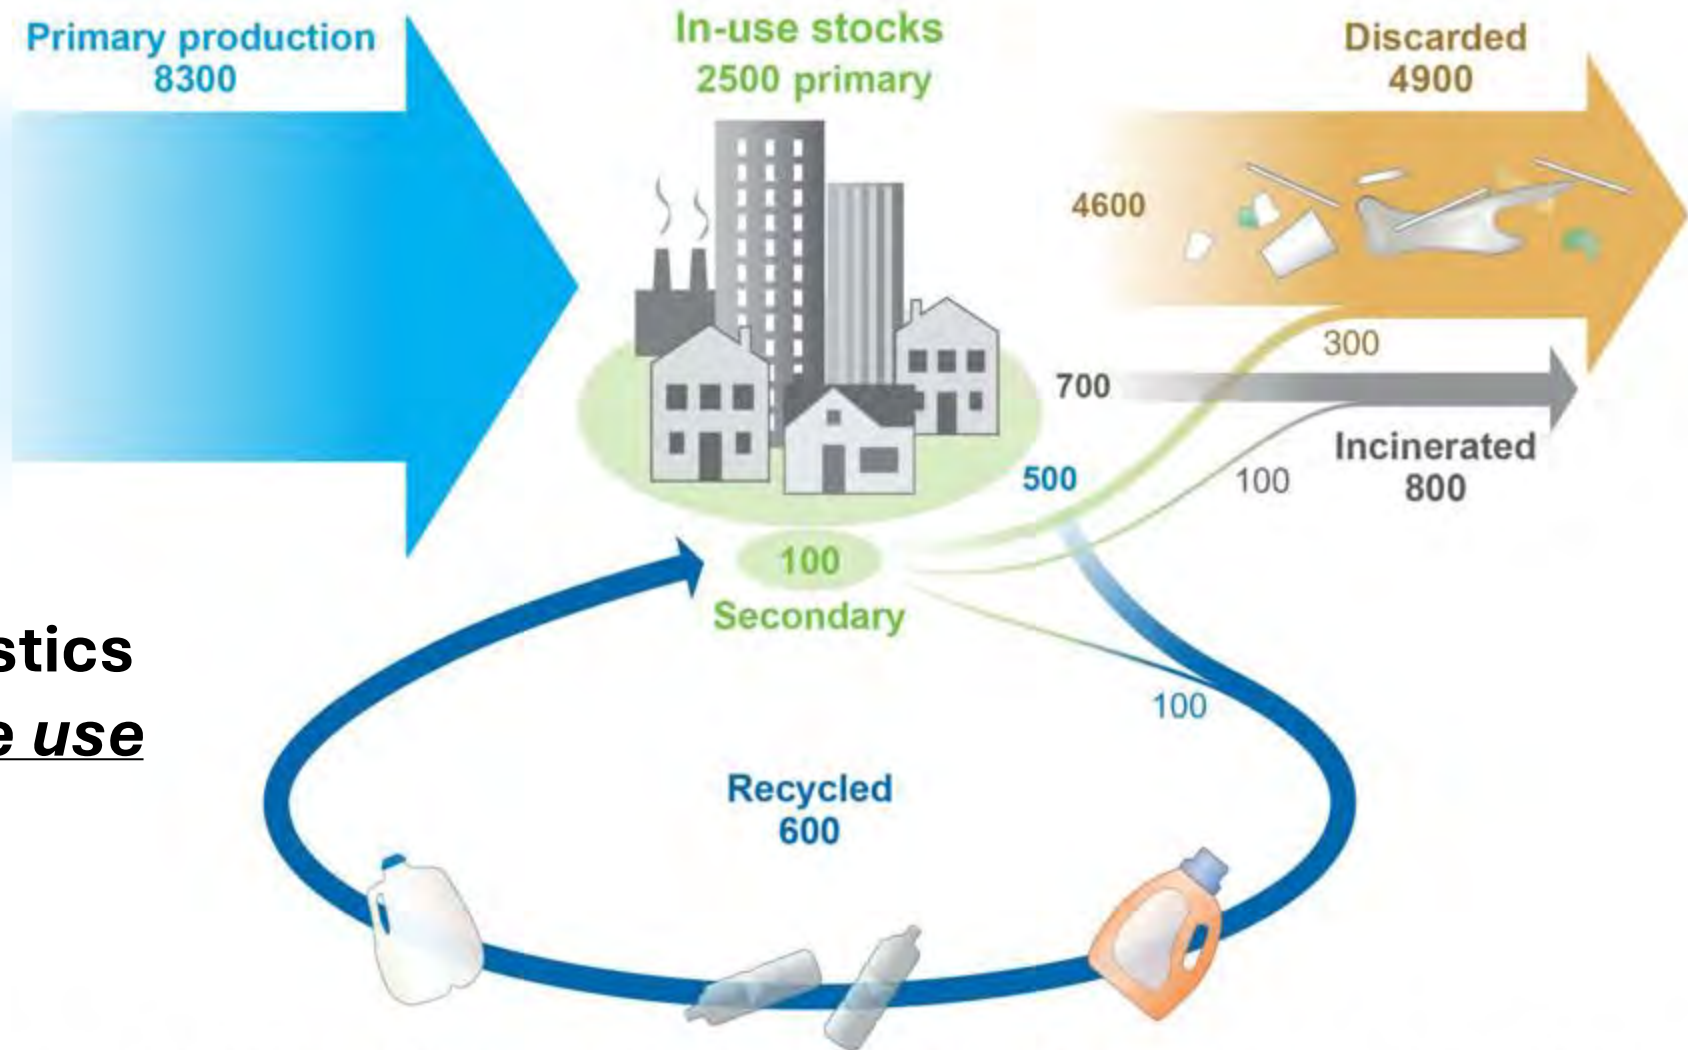 Primary production
8300
In-use stocks
2500 primary
Discarded
4900
4600
300
700
Incinerated
800
100
500
100
Secondary
100
Recycled
600
stics
e use